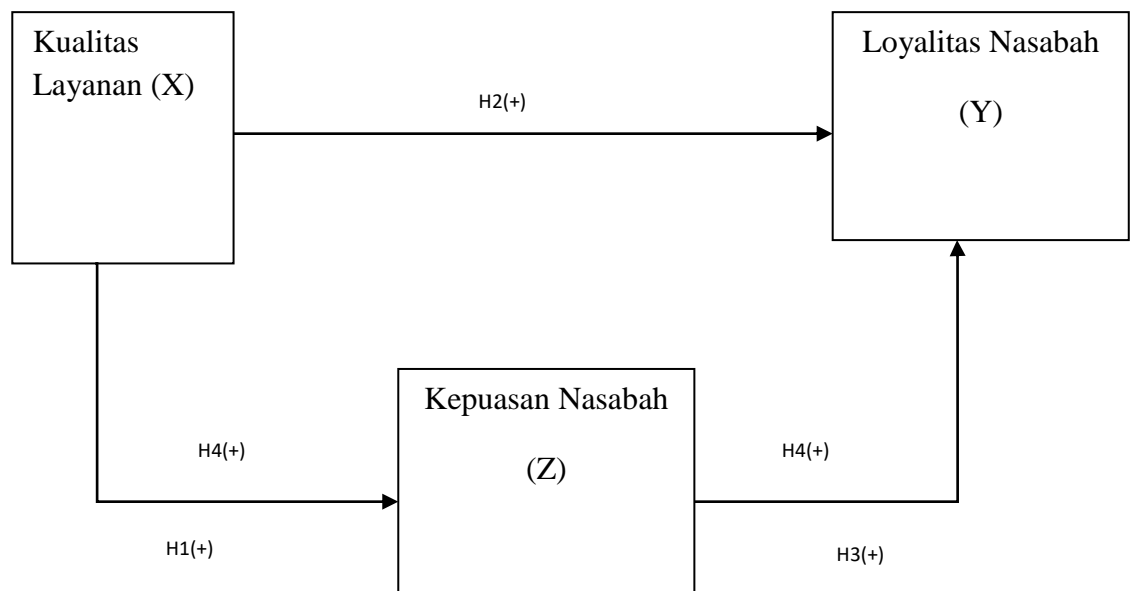 Kualitas
Layanan (X)
Loyalitas Nasabah
(Y)
H2(+)
Kepuasan Nasabah
(Z)
H4(+)
H4(+)
H1(+)
H3(+)